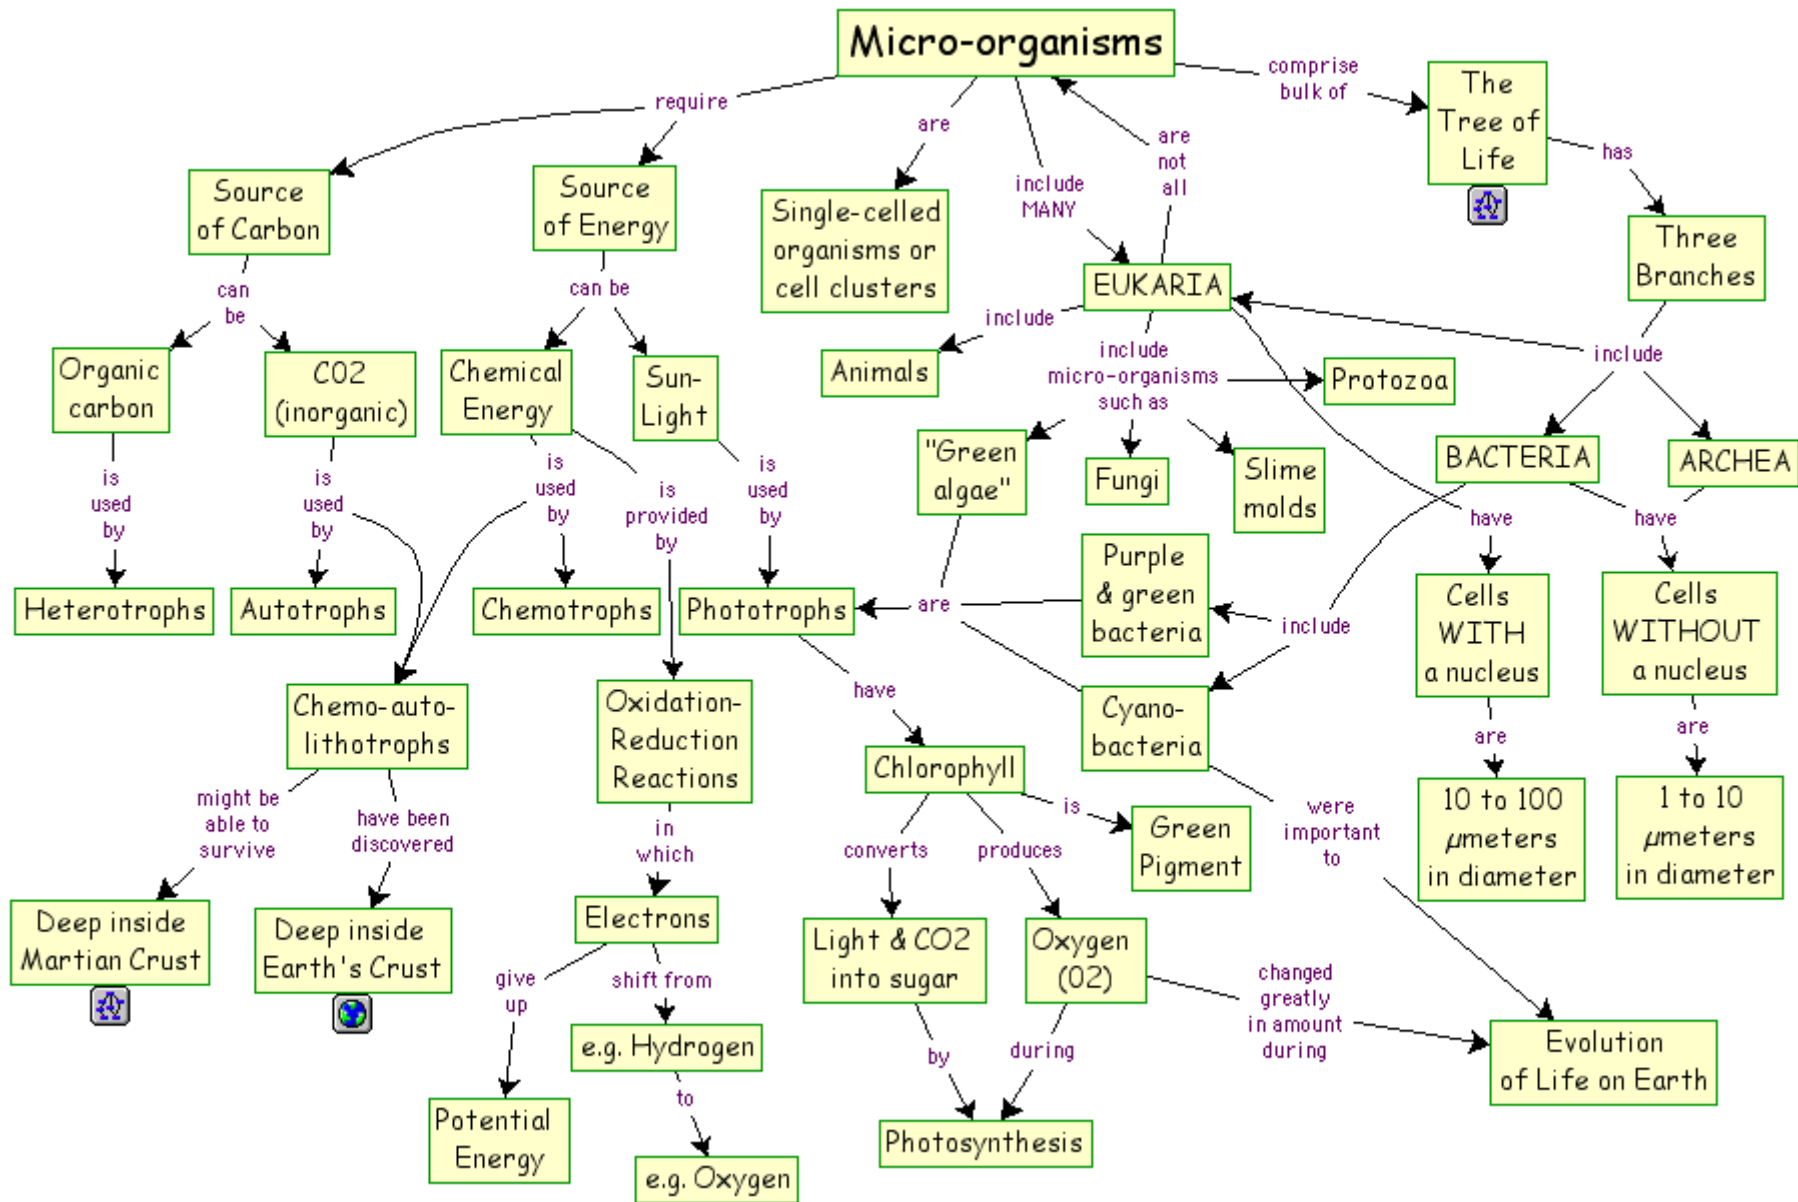 Micro-organisms
comprise
bulk of
The
Tree of
Life
require
are
are
not
all
has
Source
of Carbon
Source
of Energy
Single-celled
organisms or
cell clusters
include
MANY
Three
Branches
EUKARIA
can
be
can be
include
include
micro-organisms
such as
include
Organic
carbon
CO2
(inorganic)
Chemical
Energy
Sun-
Light
Animals
Protozoa
"Green
algae"
Fungi
Slime
molds
BACTERIA
ARCHEA
is
used
by
is
used
by
is
used
by
is
provided
by
is
used
by
have
have
Heterotrophs
Autotrophs
Chemotrophs
Phototrophs
are
Purple
& green
bacteria
include
Cells
WITH
a nucleus
Cells
WITHOUT
a nucleus
Chemo-auto-
lithotrophs
Oxidation-
Reduction
Reactions
have
Cyano-
bacteria
are
are
Chlorophyll
might be
able to
survive
have been
discovered
in
which
converts
produces
is
Green
Pigment
were
important
to
10 to 100
µmeters
in diameter
1 to 10
µmeters
in diameter
Deep inside
Martian Crust
Deep inside
Earth's Crust
Electrons
Light & CO2
into sugar
Oxygen
(O2)
give
up
shift from
changed
greatly
in amount
during
e.g. Hydrogen
by
during
Evolution
of Life on Earth
Potential
Energy
to
Photosynthesis
e.g. Oxygen